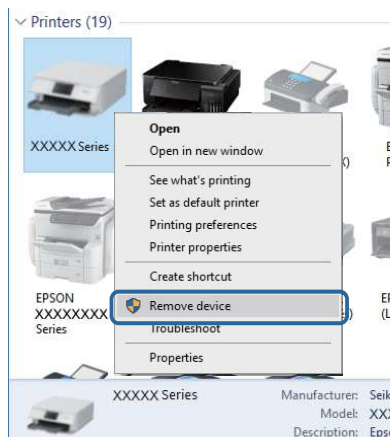 Printers (19)
XXXXX Series
Open
Open in new window
See what's printing
Set as default printer
Printing preferences
Printer properties
Create shortcut
Remove device
Troubleshoot
Properties
EPSON
XXXXXXXX
Series
XXXXX Series
Manufacturer:
Model:
Description: